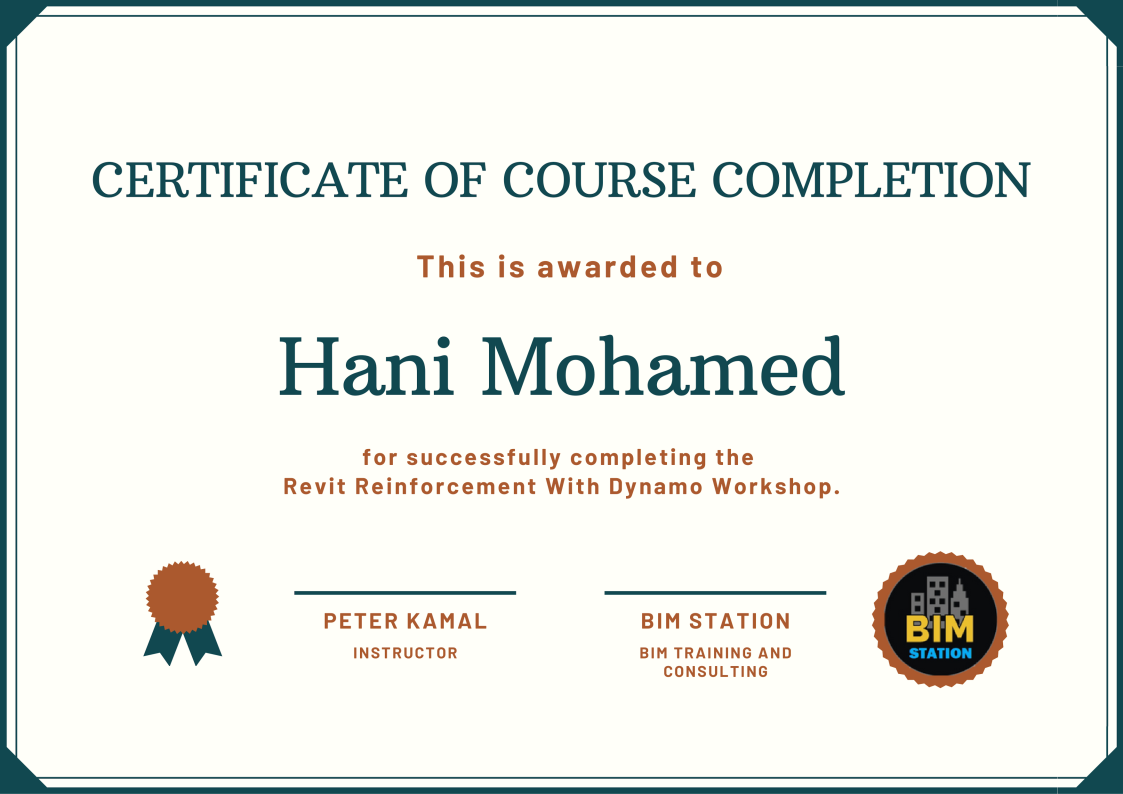 CERTIFICATE OF COURSE COMPLETION
This is awarded to
Hani Mohamed
for successfully completing the
Revit Reinforcement With Dynamo Workshop.
PETER KAMAL
INSTRUCTOR
BIM STATION
BIM TRAINING AND
CONSULTING
BIM
STATION